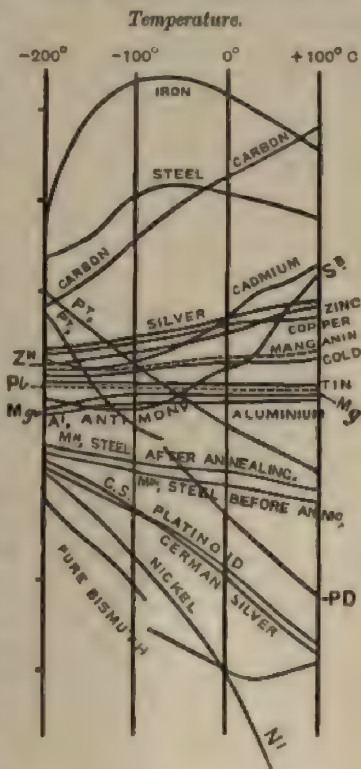 Temperature.
-200° -100° 0° +100° C
IRON
CARBON
STEEL
CARBON
CADMIUM
Sᴮ
PT,
PT,
SILVER
ZINC
COPPER
Zᴺ
MANGANIN
GOLD
Pb
TIN
Mg
Mg
Al, ANTIMONY
ALUMINIUM
Mᴺ, STEEL
AFTER ANNEALING.
C.S.
Mᴺ, STEEL BEFORE AN
PLATINOID
GERMAN SILVER
NICKEL
PD
PURE BISMUTH
NI